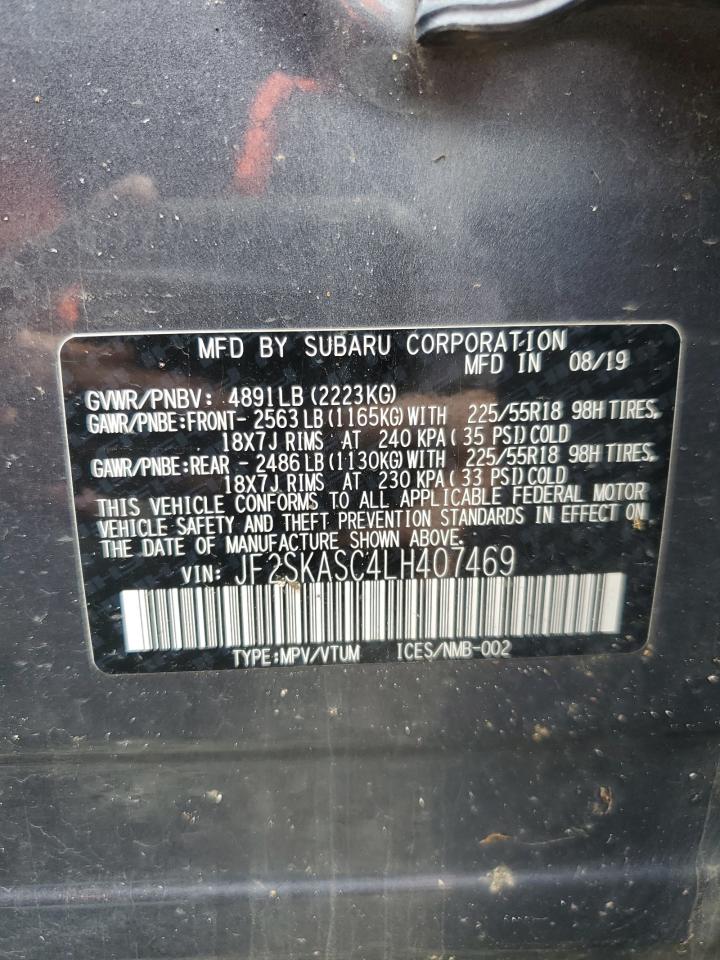 MFD BY SUBARU CORPORATION
MFD IN 08/19
GVWR/PNBV: 4891LB (2223KG)
GAWR/PNBE:FRONT- 2563LB (1165KG) WITH 225/55R18 98H TIRES,
18X7J RIMS AT 240 KPA ( 35 PSI) COLD
GAWR/PNBE:REAR - 2486LB (1130KG) WITH 225/55R18 98H TIRES,
18X7J RIMS AT 230 KPA ( 33 PSI) COLD
THIS VEHICLE CONFORMS TO ALL APPLICABLE FEDERAL MOTOR
VEHICLE SAFETY AND THEFT PREVENTION STANDARDS IN EFFECT ON
THE DATE OF MANUFACTURE SHOWN ABOVE.
VIN: JF2SKASC4LH407469
TYPE:MPV/VTUM ICES/NMB-002